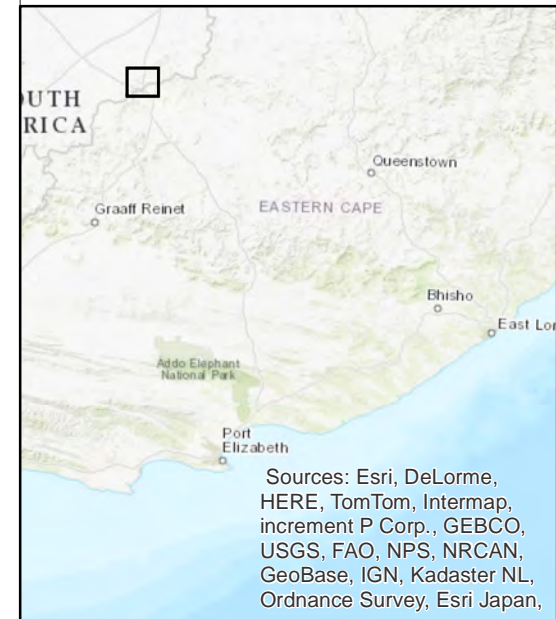 UTH
RICA
Queenstown
Graaff Reinet
EASTERN CAPE
Bhisho
East Lon
Addo Elephant
National Park
Port
Elizabeth
Sources: Esri, DeLorme,
HERE, TomTom, Intermap,
increment P Corp., GEBCO,
USGS, FAO, NPS, NRCAN,
GeoBase, IGN, Kadaster NL,
Ordnance Survey, Esri Japan,